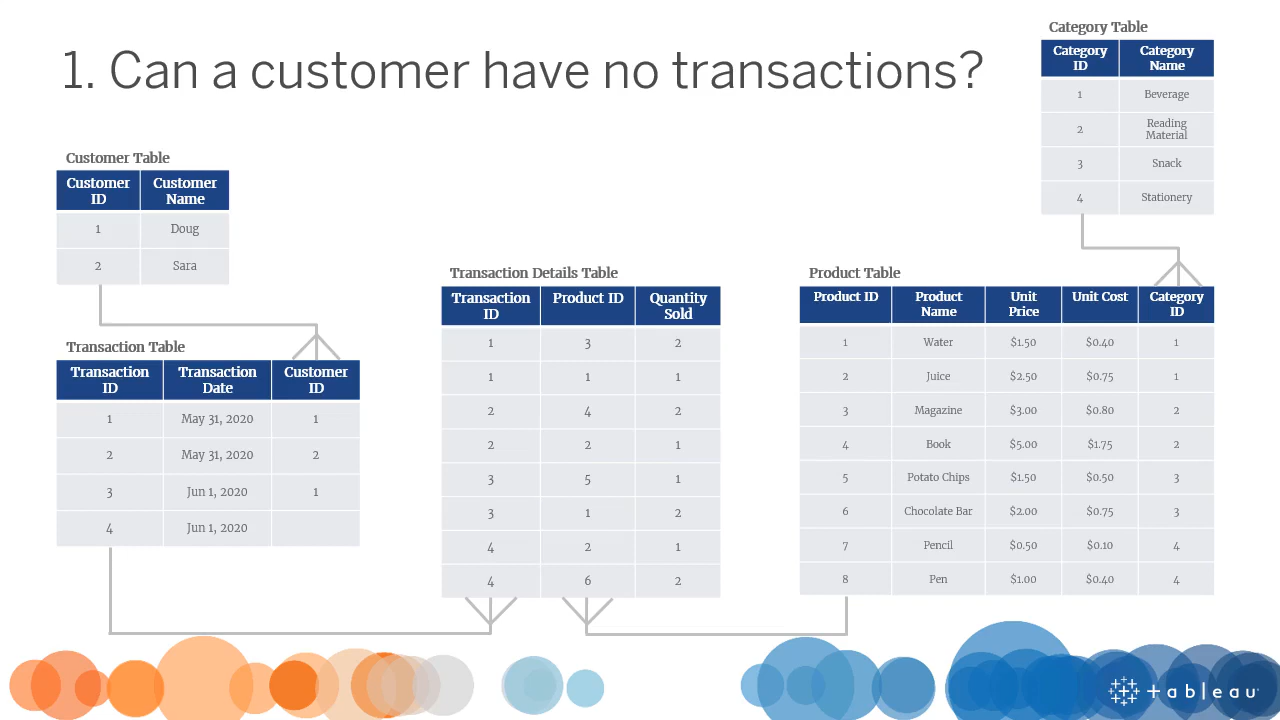 1. Can a customer have no transactions?
Category Table
Category ID Category Name
1 Beverage
2 Reading Material
3 Snack
4 Stationery
Customer Table
Customer ID Customer Name
1 Doug
2 Sara
Transaction Table
Transaction ID Transaction Date Customer ID
1 May 31, 2020 1
2 May 31, 2020 2
3 Jun 1, 2020 1
4 Jun 1, 2020
Transaction Details Table
Transaction ID Product ID Quantity Sold
1 3 2
1 1 1
2 4 2
2 2 1
3 5 1
3 1 2
4 2 1
4 6 2
Product Table
Product ID Product Name Unit Price Unit Cost Category ID
1 Water $1.50 $0.40 1
2 Juice $2.50 $0.75 1
3 Magazine $3.00 $0.80 2
4 Book $5.00 $1.75 2
5 Potato Chips $1.50 $0.50 3
6 Chocolate Bar $2.00 $0.75 3
7 Pencil $0.50 $0.10 4
8 Pen $1.00 $0.40 4
+ableau